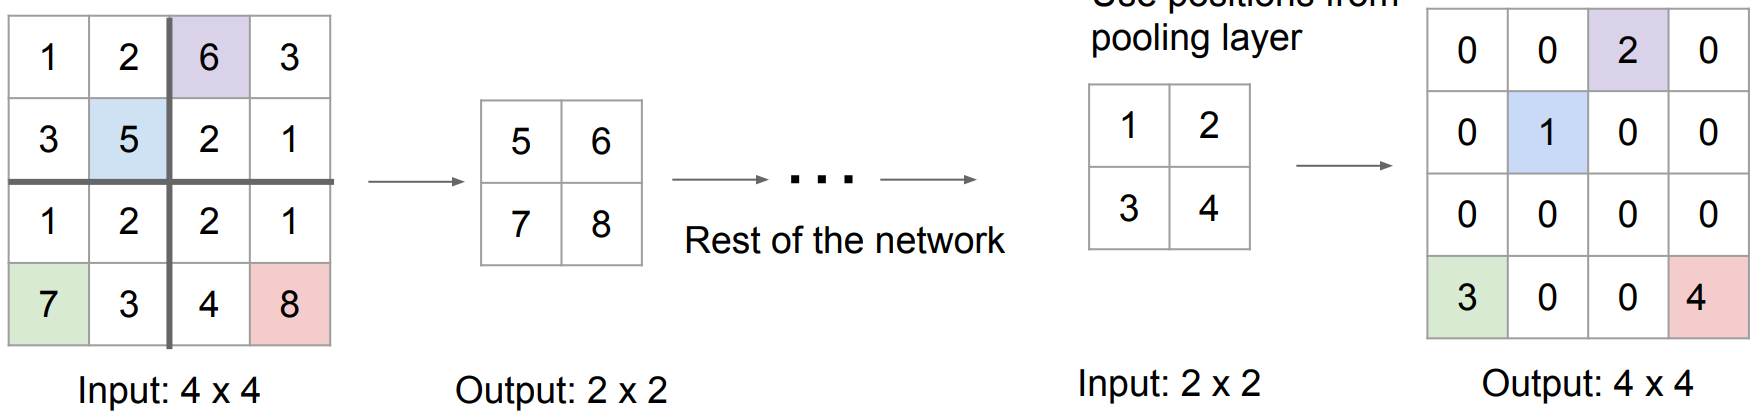 1 2 6 3
3 5 2 1
1 2 2 1
7 3 4 8
Input: 4 x 4
5 6
7 8
Output: 2 x 2
...
Rest of the network
Use positions from
pooling layer
1 2
3 4
Input: 2 x 2
0 0 2 0
0 1 0 0
0 0 0 0
3 0 0 4
Output: 4 x 4